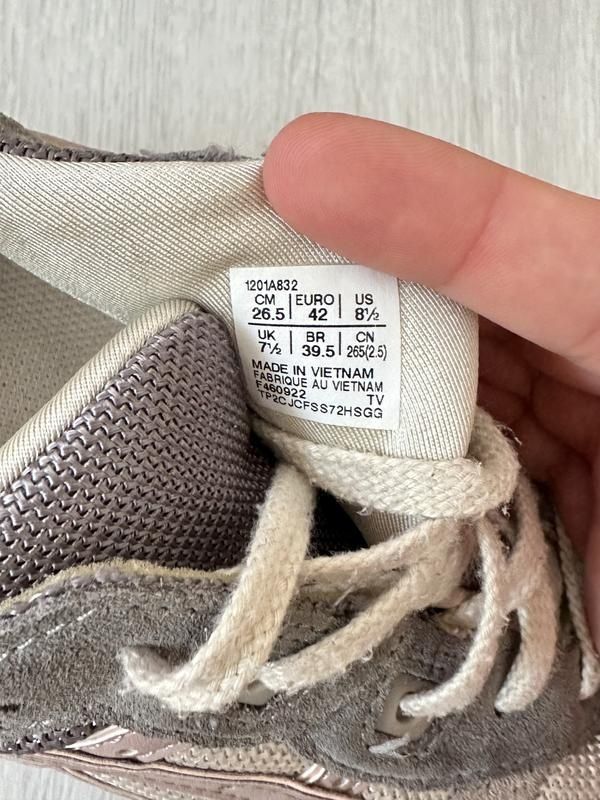 1201A832
CM EURO US
26.5 42 8½
UK BR CN
7½ 39.5 265(2.5)
MADE IN VIETNAM
FABRIQUE AU VIETNAM
F460922 TV
TP2CJCFSS72HSGG